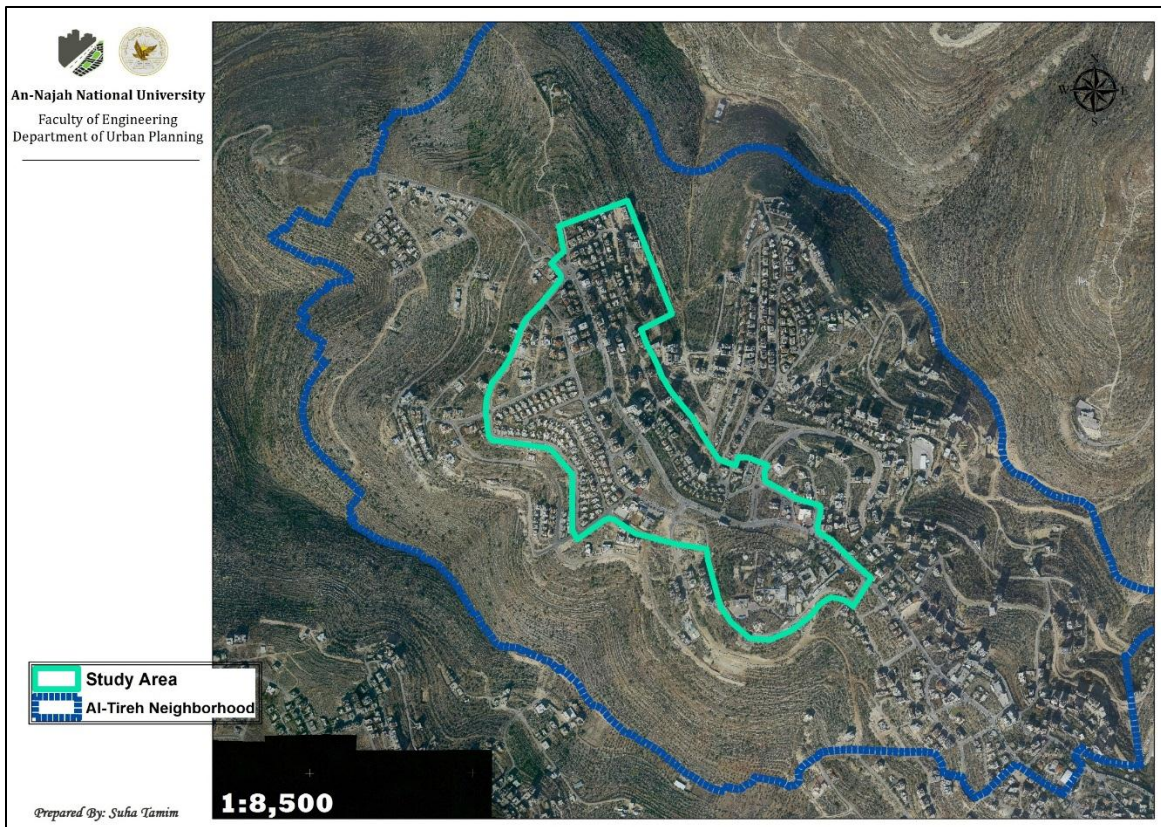 An-Najah National University
Faculty of Engineering
Department of Urban Planning
N
W E
S
Study Area
Al-Tireh Neighborhood
1:8,500
Prepared By: Suha Tamim